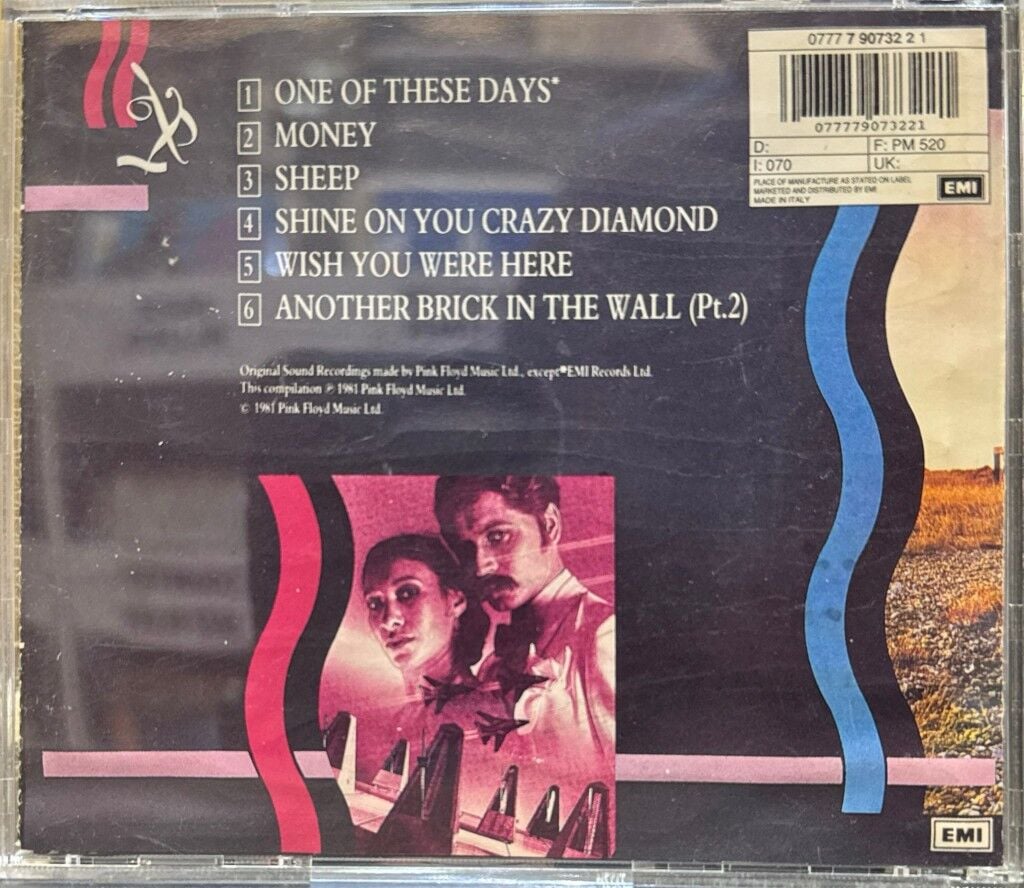 0777 7 90732 2 1
077779073221
D:
F: PM 520
I: 070
UK:
PLACE OF MANUFACTURE AS STATED ON LABEL
MARKETED AND DISTRIBUTED BY EMI
MADE IN ITALY
EMI
1 ONE OF THESE DAYS*
2 MONEY
3 SHEEP
4 SHINE ON YOU CRAZY DIAMOND
5 WISH YOU WERE HERE
6 ANOTHER BRICK IN THE WALL (Pt.2)
Original Sound Recordings made by Pink Floyd Music Ltd., except*EMI Records Ltd.
This compilation ℗ 1981 Pink Floyd Music Ltd.
© 1981 Pink Floyd Music Ltd.
EMI